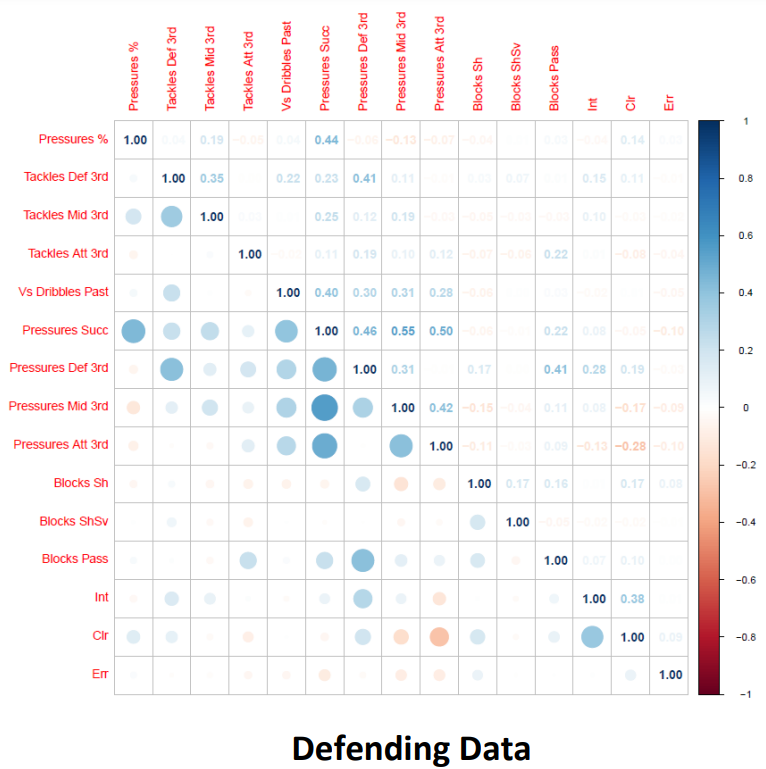 Pressures %
Tackles Def 3rd
Tackles Mid 3rd
Tackles Att 3rd
Vs Dribbles Past
Pressures Succ
Pressures Def 3rd
Pressures Mid 3rd
Pressures Att 3rd
Blocks Sh
Blocks ShSv
Blocks Pass
Int
Clr
Err
Pressures % 1.00 0.19 0.44 −0.13 −0.07 0.14
Tackles Def 3rd 1.00 0.35 0.22 0.23 0.41 0.11 0.07 0.15 0.11
Tackles Mid 3rd 1.00 0.25 0.12 0.19 0.10
Tackles Att 3rd 1.00 0.11 0.19 0.10 0.12 0.22 −0.08
Vs Dribbles Past 1.00 0.40 0.30 0.31 0.28 −0.06
Pressures Succ 1.00 0.46 0.55 0.50 0.22 0.08 −0.10
Pressures Def 3rd 1.00 0.31 0.17 0.41 0.28 0.19
Pressures Mid 3rd 1.00 0.42 −0.15 0.11 0.08 −0.17 −0.09
Pressures Att 3rd 1.00 −0.11 0.09 −0.13 −0.28 −0.10
Blocks Sh 1.00 0.17 0.16 0.17 0.08
Blocks ShSv 1.00
Blocks Pass 1.00 0.07 0.10
Int 1.00 0.38
Clr 1.00 0.09
Err 1.00
1
0.8
0.6
0.4
0.2
0
−0.2
−0.4
−0.6
−0.8
−1
Defending Data